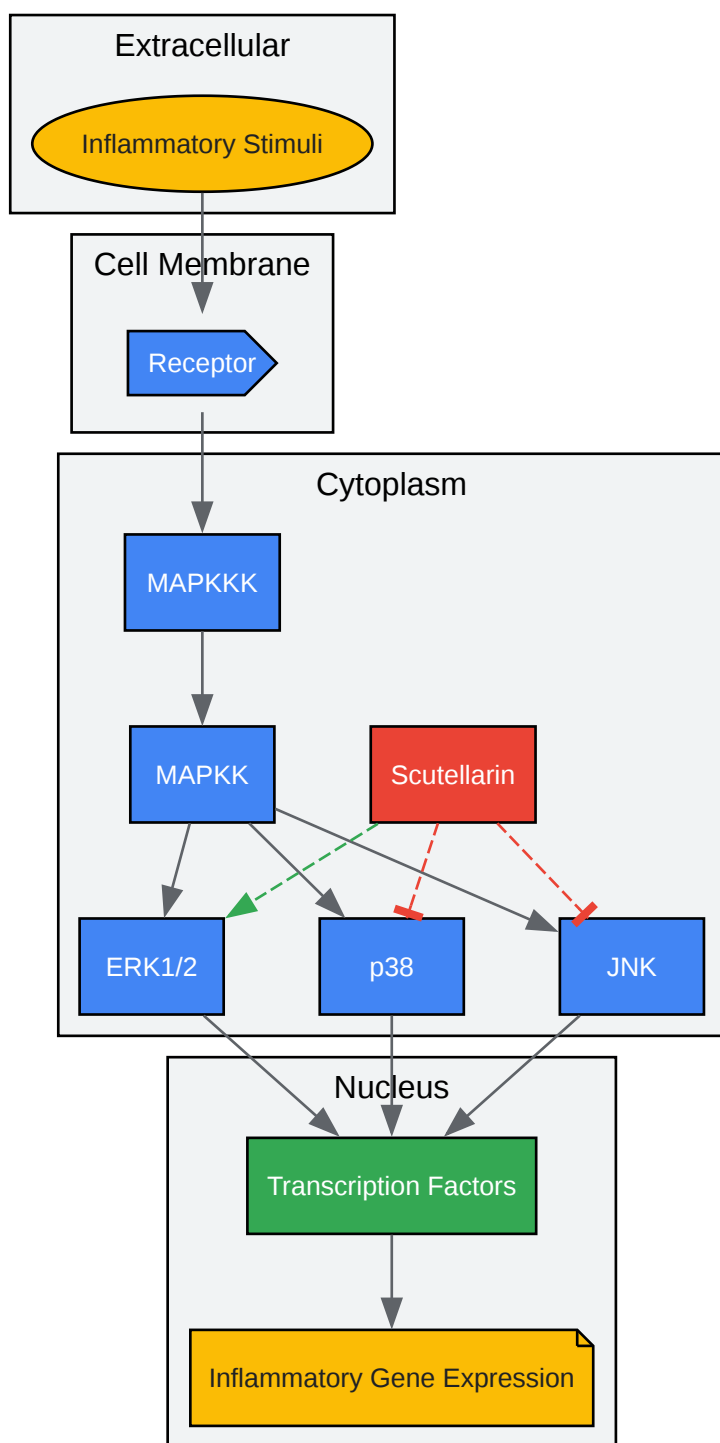 Extracellular
Inflammatory Stimuli
Cell Membrane
Receptor
Cytoplasm
MAPKKK
MAPKK
Scutellarin
ERK1/2
p38
JNK
Nucleus
Transcription Factors
Inflammatory Gene Expression